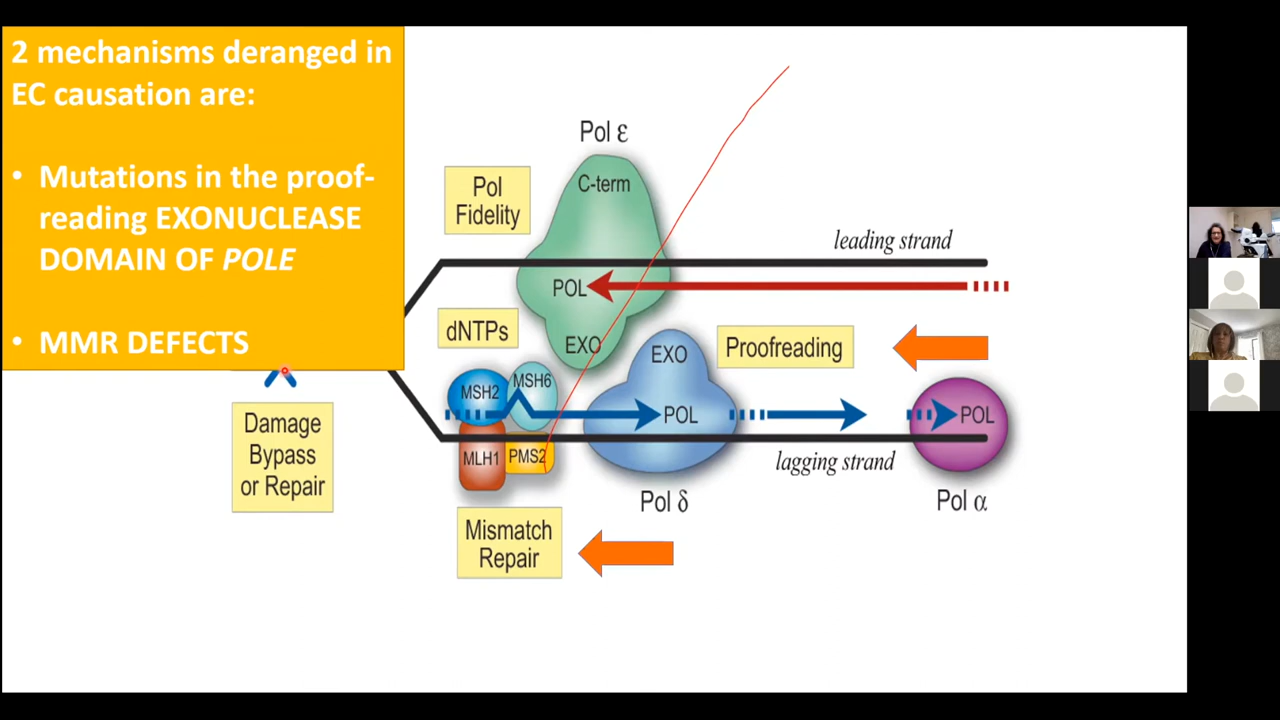 2 mechanisms deranged in
EC causation are:
• Mutations in the proof-
reading EXONUCLEASE
DOMAIN OF POLE
• MMR DEFECTS
Pol ε
C-term
Pol
Fidelity
leading strand
POL
dNTPs
EXO
EXO
Proofreading
MSH2
MSH6
POL
POL
MLH1
PMS2
lagging strand
Damage
Bypass
or Repair
Pol δ
Pol α
Mismatch
Repair